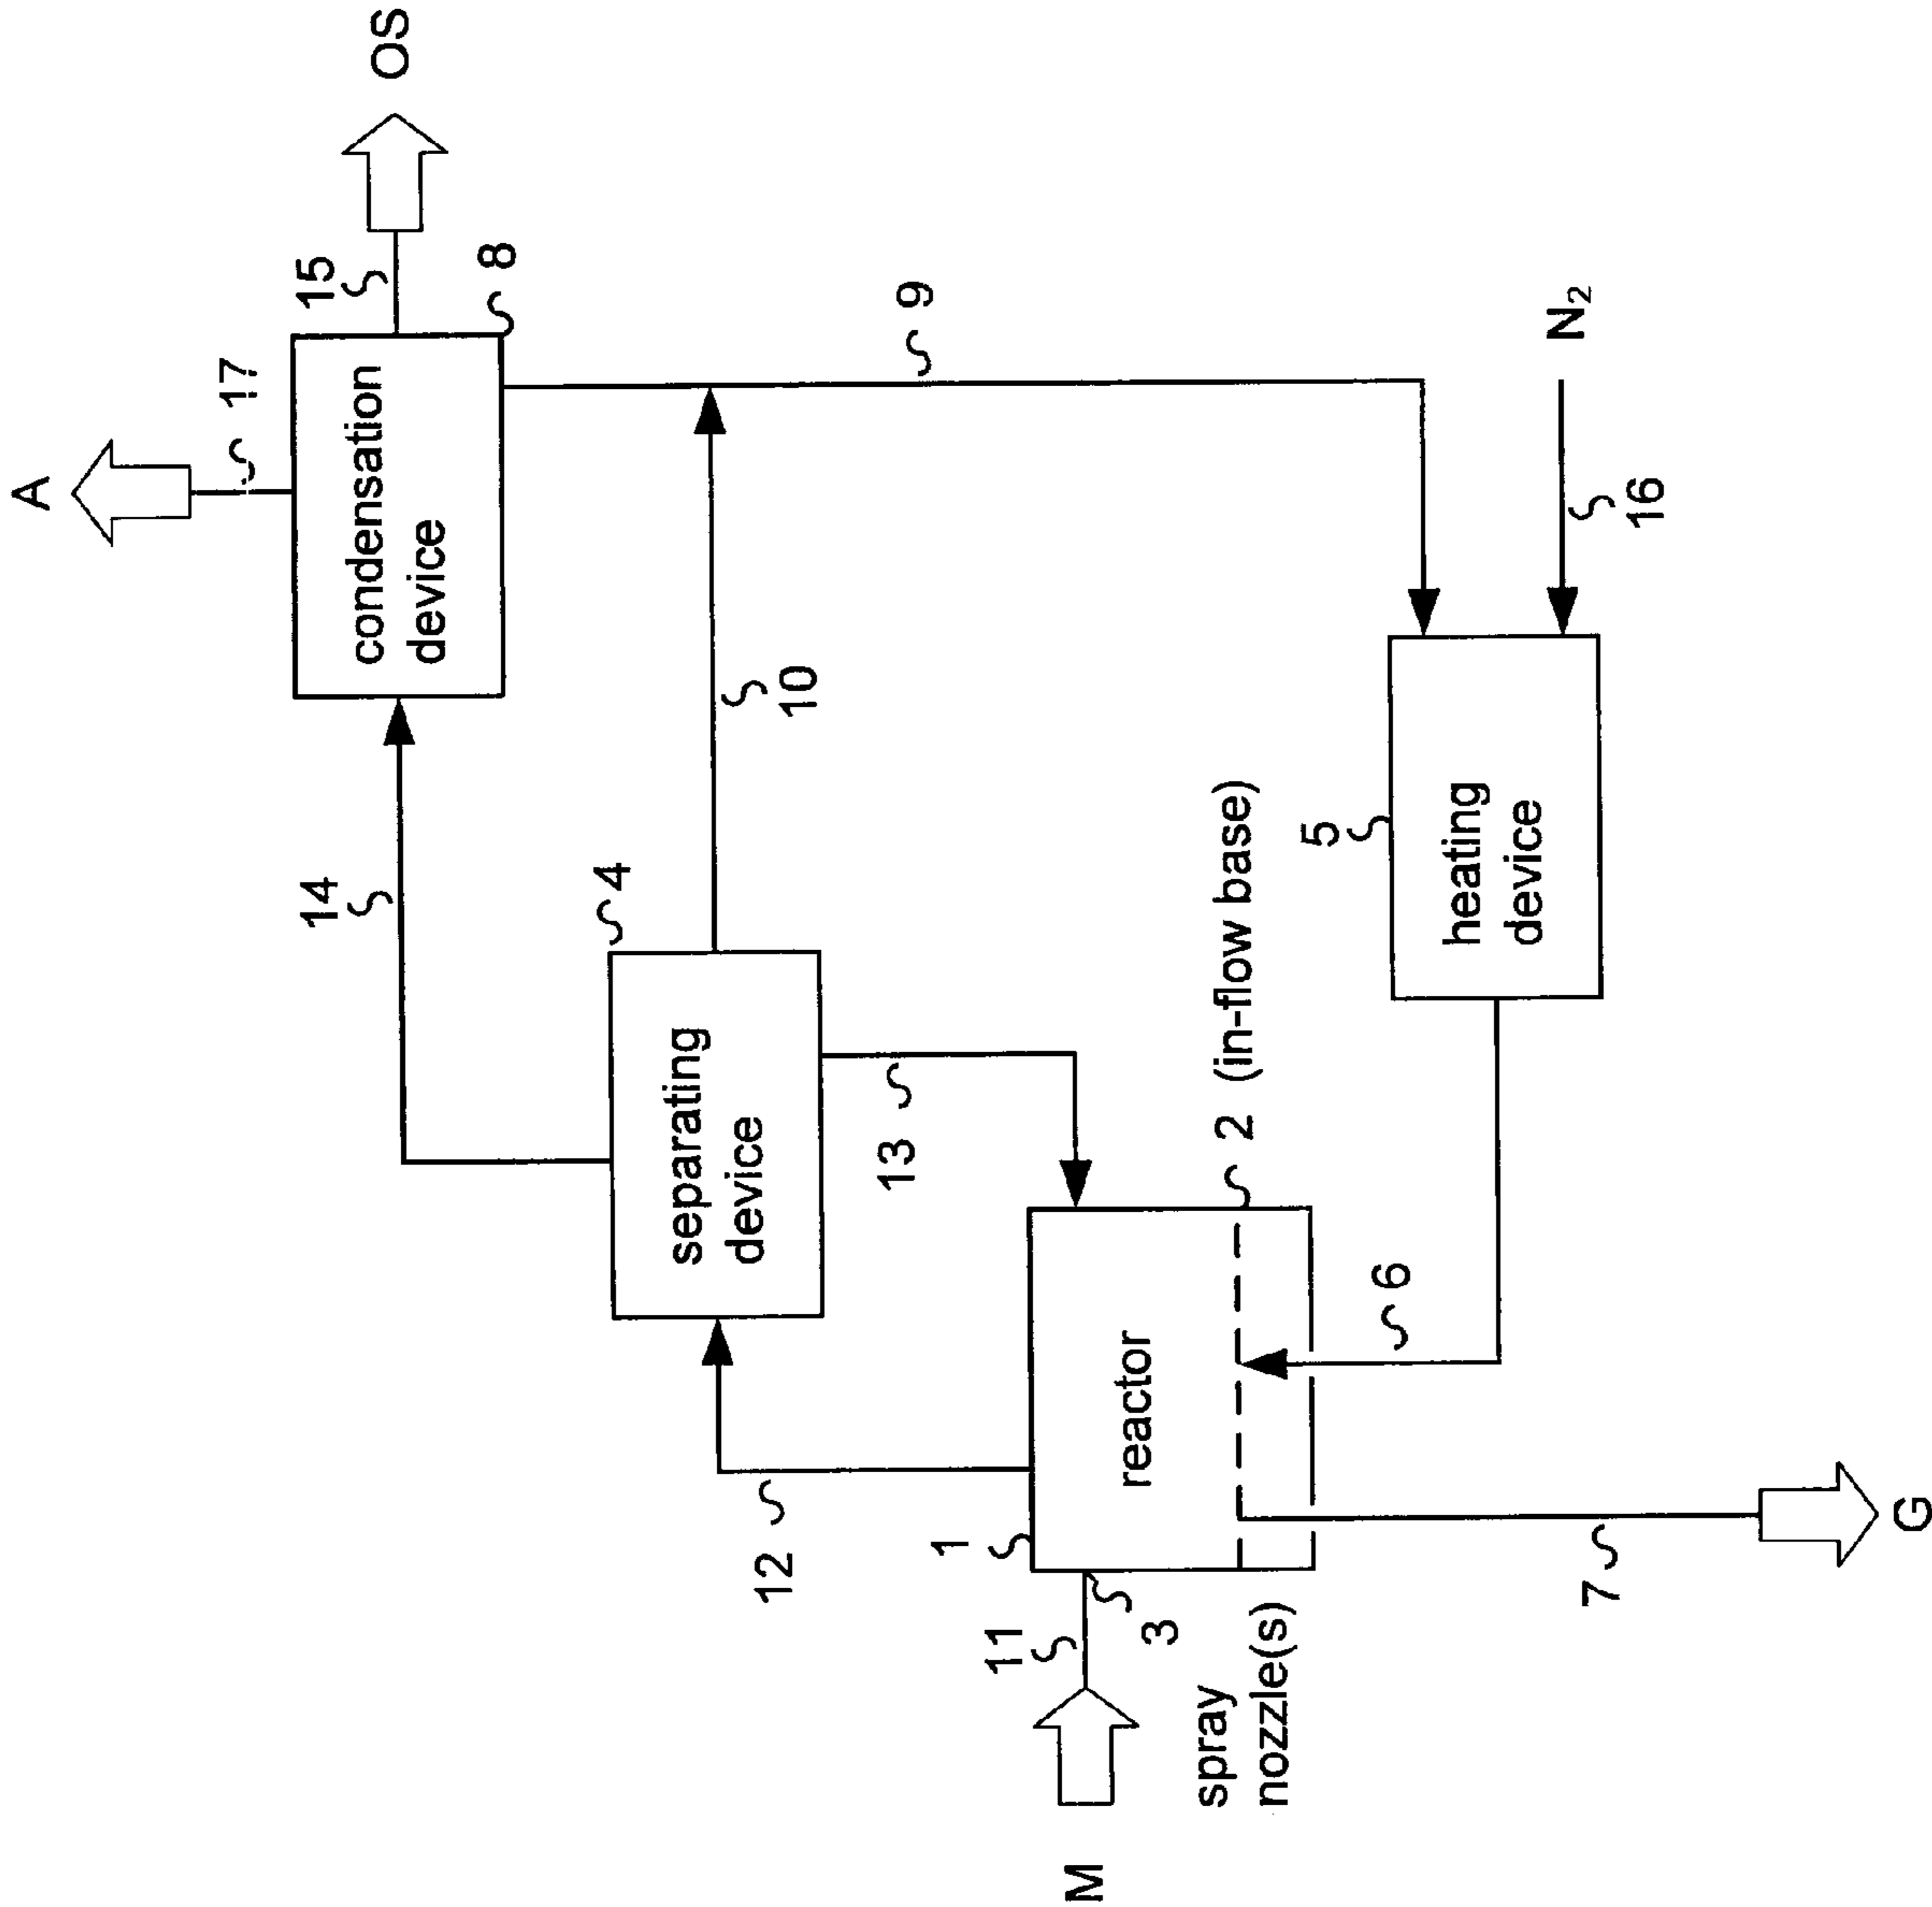 A
17
15
OS
condensation
device
8
14
9
separating
device
4
10
12
13
N₂
16
M
11
1
reactor
3
spray
nozzle(s)
2 (in-flow base)
5
heating
device
6
7
G